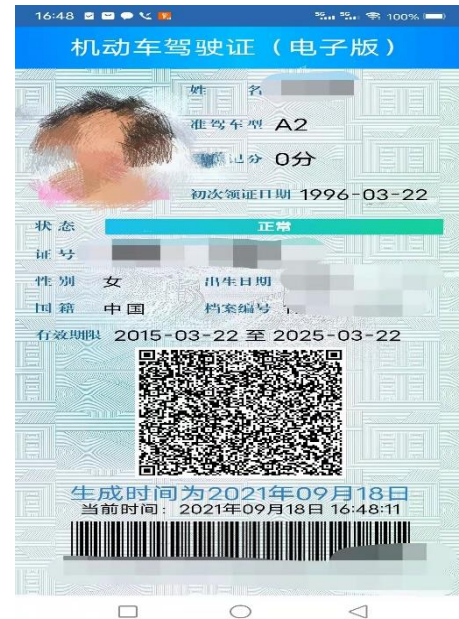 16:48 5G 5G 100%
机动车驾驶证（电子版）
姓 名
准驾车型 A2
记分 0分
初次领证日期 1996-03-22
状态 正常
证号
性别 女 出生日期
国籍 中国 档案编号
有效期限 2015-03-22 至 2025-03-22
生成时间为2021年09月18日
当前时间： 2021年09月18日 16:48:11